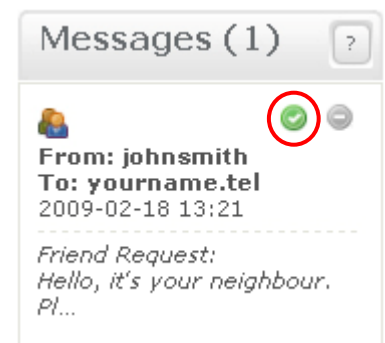 Messages (1) ?
From: johnsmith
To: yourname.tel
2009-02-18 13:21
Friend Request:
Hello, it's your neighbour.
Pl...